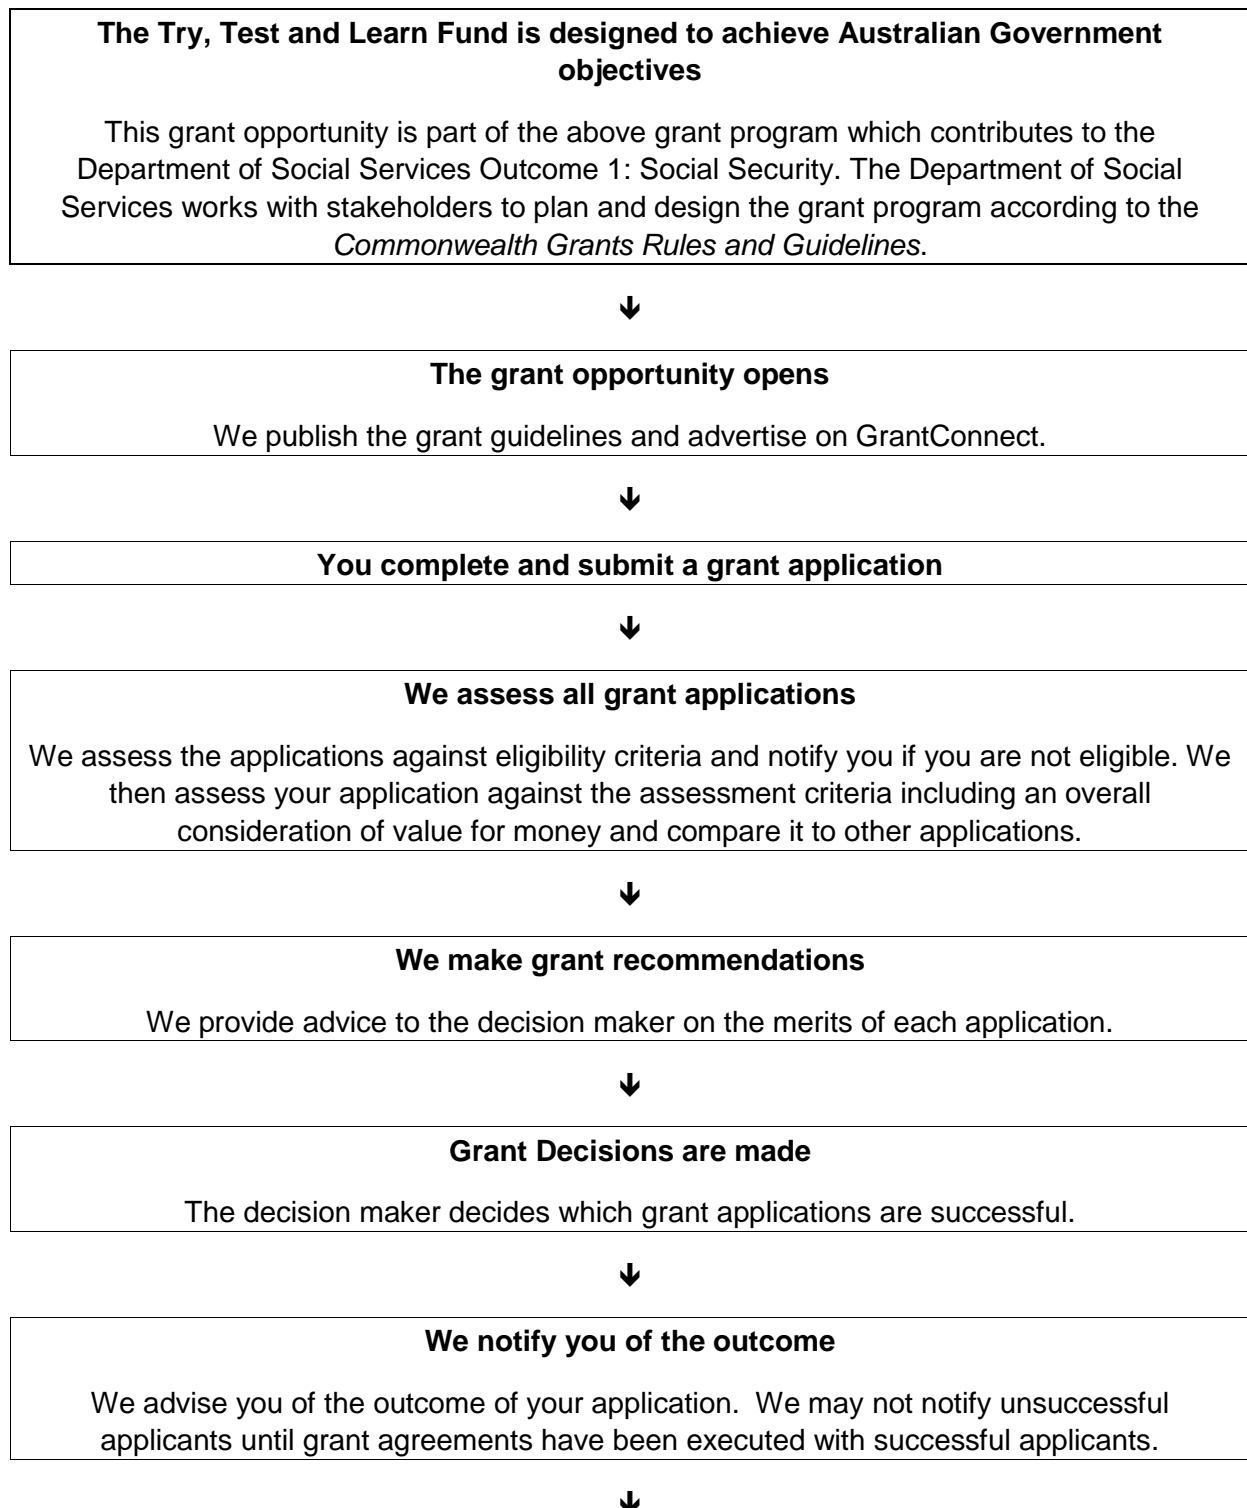 The Try, Test and Learn Fund is designed to achieve Australian Government
objectives
This grant opportunity is part of the above grant program which contributes to the
Department of Social Services Outcome 1: Social Security. The Department of Social
Services works with stakeholders to plan and design the grant program according to the
Commonwealth Grants Rules and Guidelines.
The grant opportunity opens
We publish the grant guidelines and advertise on GrantConnect.
You complete and submit a grant application
We assess all grant applications
We assess the applications against eligibility criteria and notify you if you are not eligible. We
then assess your application against the assessment criteria including an overall
consideration of value for money and compare it to other applications.
We make grant recommendations
We provide advice to the decision maker on the merits of each application.
Grant Decisions are made
The decision maker decides which grant applications are successful.
We notify you of the outcome
We advise you of the outcome of your application.  We may not notify unsuccessful
applicants until grant agreements have been executed with successful applicants.